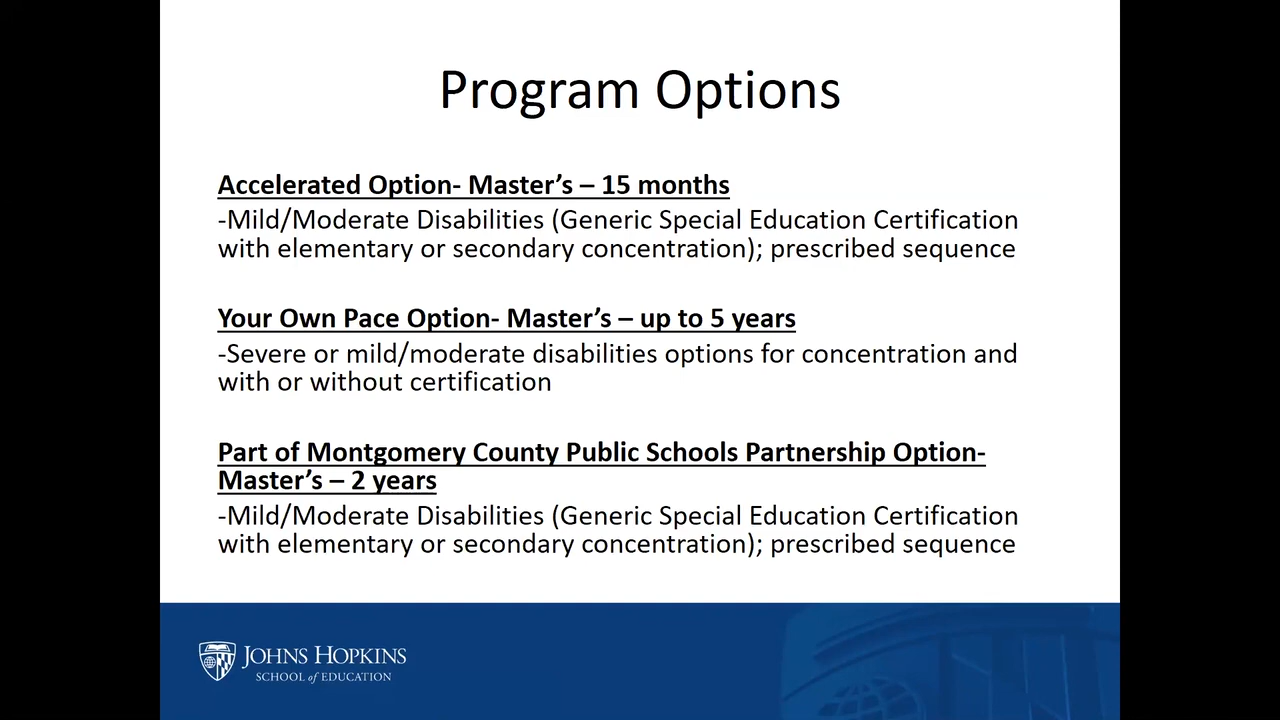 Program Options
Accelerated Option- Master’s – 15 months
-Mild/Moderate Disabilities (Generic Special Education Certification
with elementary or secondary concentration); prescribed sequence
Your Own Pace Option- Master’s – up to 5 years
-Severe or mild/moderate disabilities options for concentration and
with or without certification
Part of Montgomery County Public Schools Partnership Option-
Master’s – 2 years
-Mild/Moderate Disabilities (Generic Special Education Certification
with elementary or secondary concentration); prescribed sequence
JOHNS HOPKINS
SCHOOL of EDUCATION